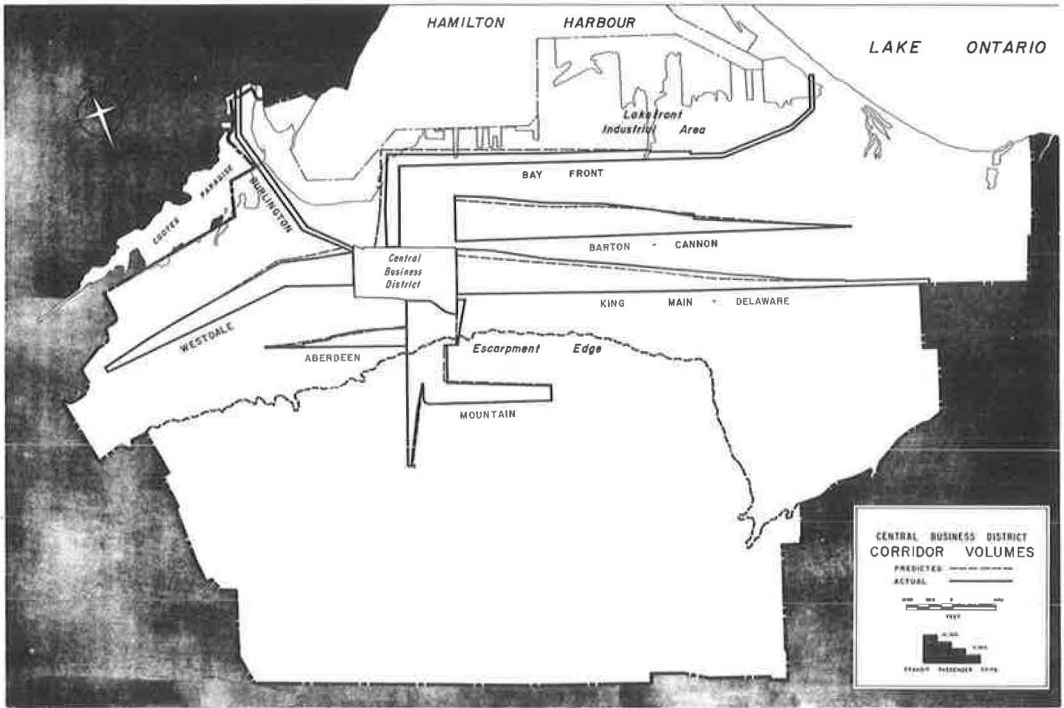 HAMILTON HARBOUR
LAKE ONTARIO
Lakefront
Industrial Area
COOTES PARADISE
BURLINGTON
BAY FRONT
BARTON - CANNON
Central
Business
District
KING MAIN - DELAWARE
WESTDALE
ABERDEEN
Escarpment Edge
MOUNTAIN
CENTRAL BUSINESS DISTRICT
CORRIDOR VOLUMES
PREDICTED
ACTUAL
FEET
TRANSIT PASSENGER TRIPS